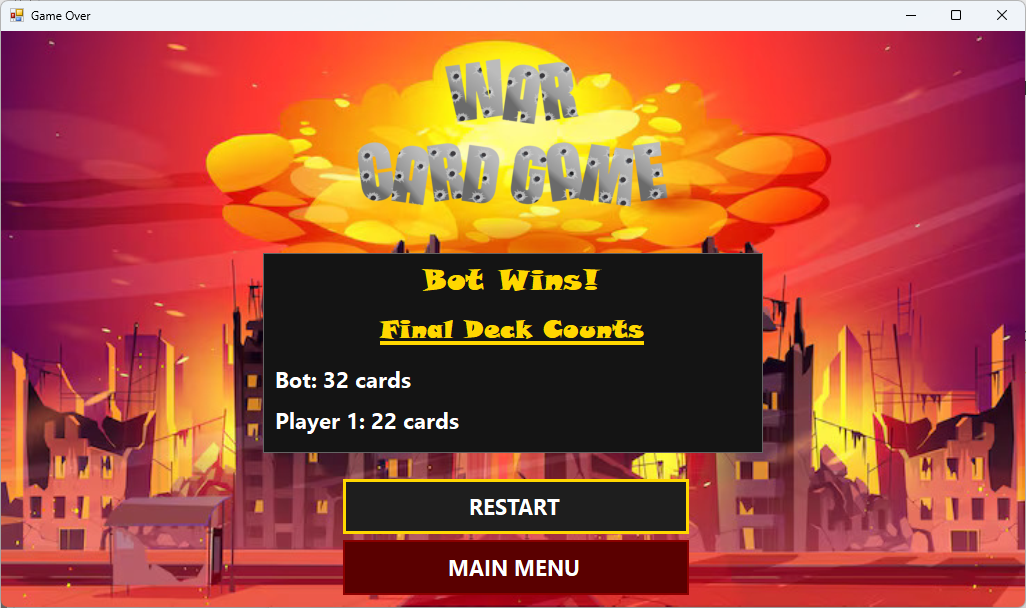 Game Over
WAR
CARD GAME
Bot Wins!
Final Deck Counts
Bot: 32 cards
Player 1: 22 cards
RESTART
MAIN MENU